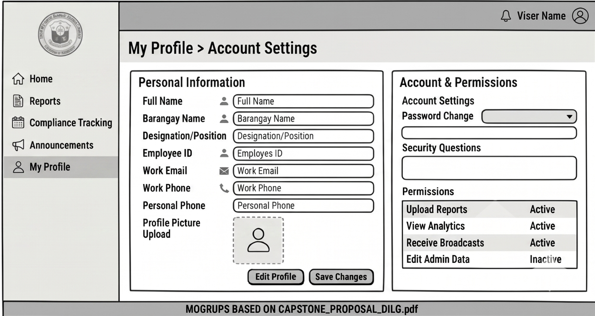 Viser Name
My Profile > Account Settings
Home
Reports
Compliance Tracking
Announcements
My Profile
Personal Information
Full Name Full Name
Barangay Name Barangay Name
Designation/Position Designation/Position
Employee ID Employes ID
Work Email Work Email
Work Phone Work Phone
Personal Phone Personal Phone
Profile Picture
Upload
Edit Profile Save Changes
Account & Permissions
Account Settings
Password Change
Security Questions
Permissions
Upload Reports Active
View Analytics Active
Receive Broadcasts Active
Edit Admin Data Inactive
MOGRUPS BASED ON CAPSTONE_PROPOSAL_DILG.pdf